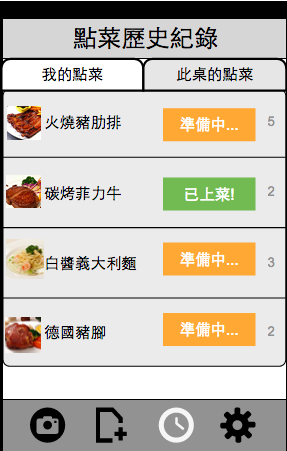 點菜歷史紀錄
我的點菜 此桌的點菜
火燒豬肋排 準備中... 5
碳烤菲力牛 已上菜! 2
白醬義大利麵 準備中... 3
德國豬腳 準備中... 2